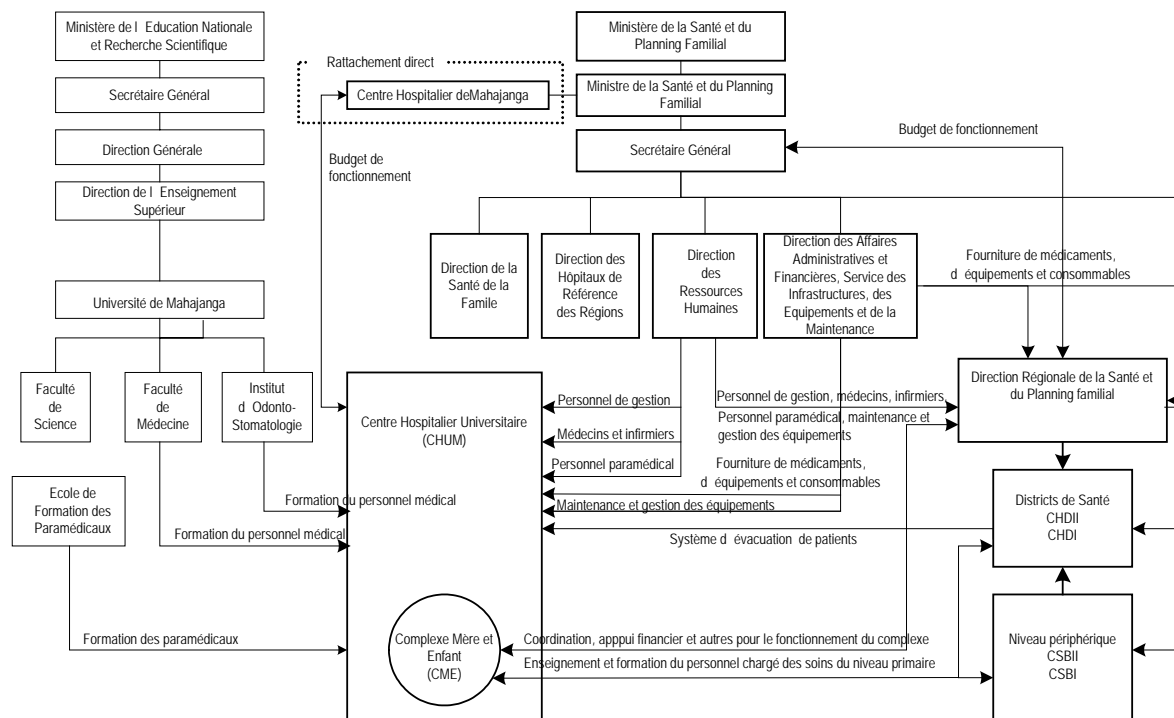 Ministère de l Education Nationale
et Recherche Scientifique
Secrétaire Général
Direction Générale
Direction de l Enseignement
Supérieur
Université de Mahajanga
Faculté
de
Science
Faculté
de
Médecine
Institut
d Odonto-
Stomatologie
Ecole de
Formation des
Paramédicaux
Formation du personnel médical
Formation du personnel médical
Formation des paramédicaux
Rattachement direct
Centre Hospitalier deMahajanga
Budget de
fonctionnement
Ministère de la Santé et du
Planning Familial
Ministre de la Santé et du Planning
Familial
Secrétaire Général
Budget de fonctionnement
Direction de la
Santé de la
Famile
Direction des
Hôpitaux de
Référence
des Régions
Direction
des
Ressources
Humaines
Direction des Affaires
Administratives et
Financières, Service des
Infrastructures, des
Equipements et de la
Maintenance
Fourniture de médicaments,
d équipements et consommables
Centre Hospitalier Universitaire
(CHUM)
Personnel de gestion
Médecins et infirmiers
Personnel paramédical
Personnel de gestion, médecins, infirmiers,
Personnel paramédical, maintenance et
gestion des équipements
Fourniture de médicaments,
d équipements et consommables
Maintenance et gestion des équipements
Système d évacuation de patients
Direction Régionale de la Santé et
du Planning familial
Districts de Santé
CHDII
CHDI
Complexe Mère et
Enfant
(CME)
Coordination, apppui financier et autres pour le fonctionnement du complexe
Enseignement et formation du personnel chargé des soins du niveau primaire
Niveau périphérique
CSBII
CSBI